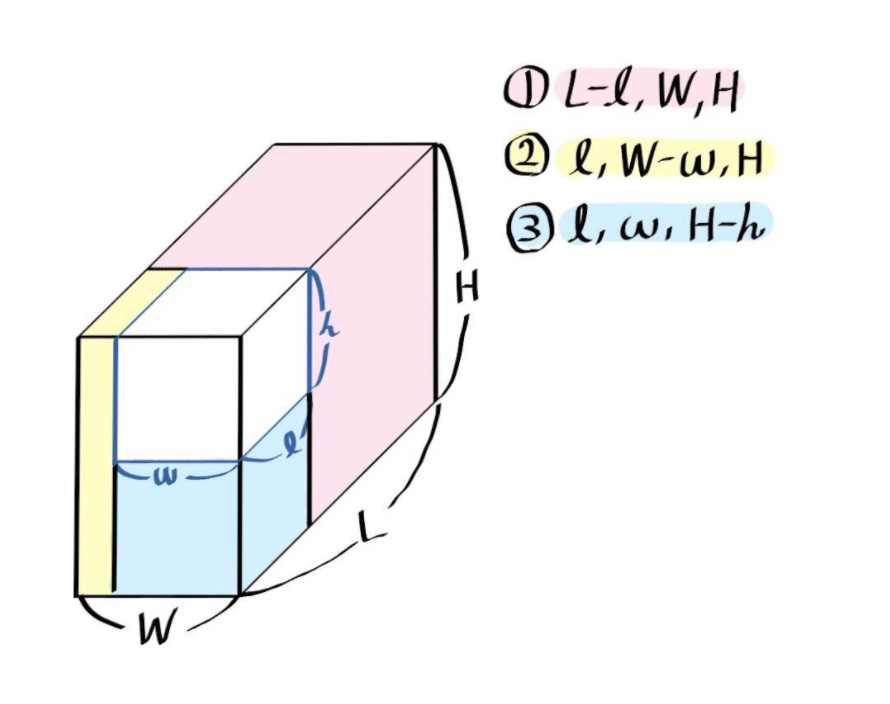 ① L-l, W, H
② l, W-w, H
③ l, w, H-h
H
h
l
w
L
W